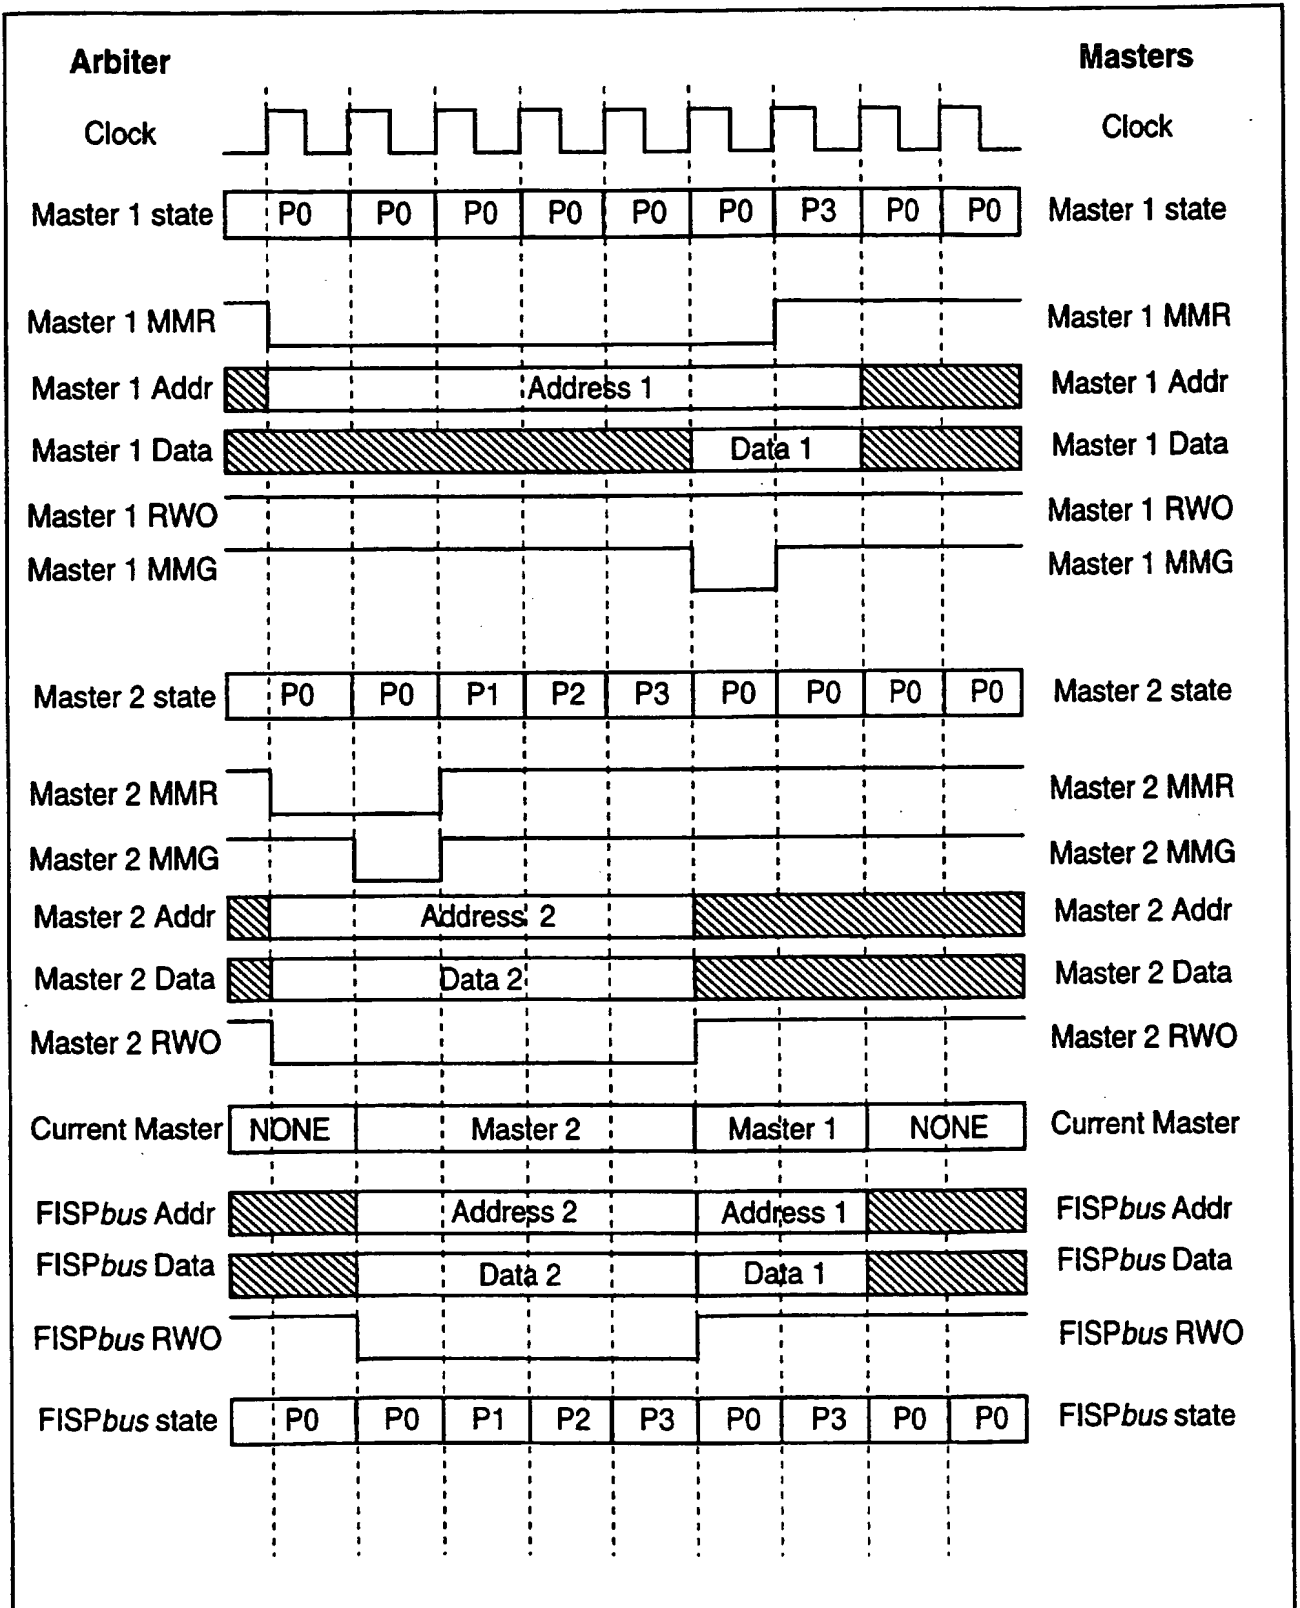 Arbiter Masters
Clock Clock
Master 1 state P0 P0 P0 P0 P0 P0 P3 P0 P0 Master 1 state
Master 1 MMR Master 1 MMR
Master 1 Addr Address 1 Master 1 Addr
Master 1 Data Data 1 Master 1 Data
Master 1 RWO Master 1 RWO
Master 1 MMG Master 1 MMG
Master 2 state P0 P0 P1 P2 P3 P0 P0 P0 P0 Master 2 state
Master 2 MMR Master 2 MMR
Master 2 MMG Master 2 MMG
Master 2 Addr Address 2 Master 2 Addr
Master 2 Data Data 2 Master 2 Data
Master 2 RWO Master 2 RWO
Current Master NONE Master 2 Master 1 NONE Current Master
FISPbus Addr Address 2 Address 1 FISPbus Addr
FISPbus Data Data 2 Data 1 FISPbus Data
FISPbus RWO FISPbus RWO
FISPbus state P0 P0 P1 P2 P3 P0 P3 P0 P0 FISPbus state